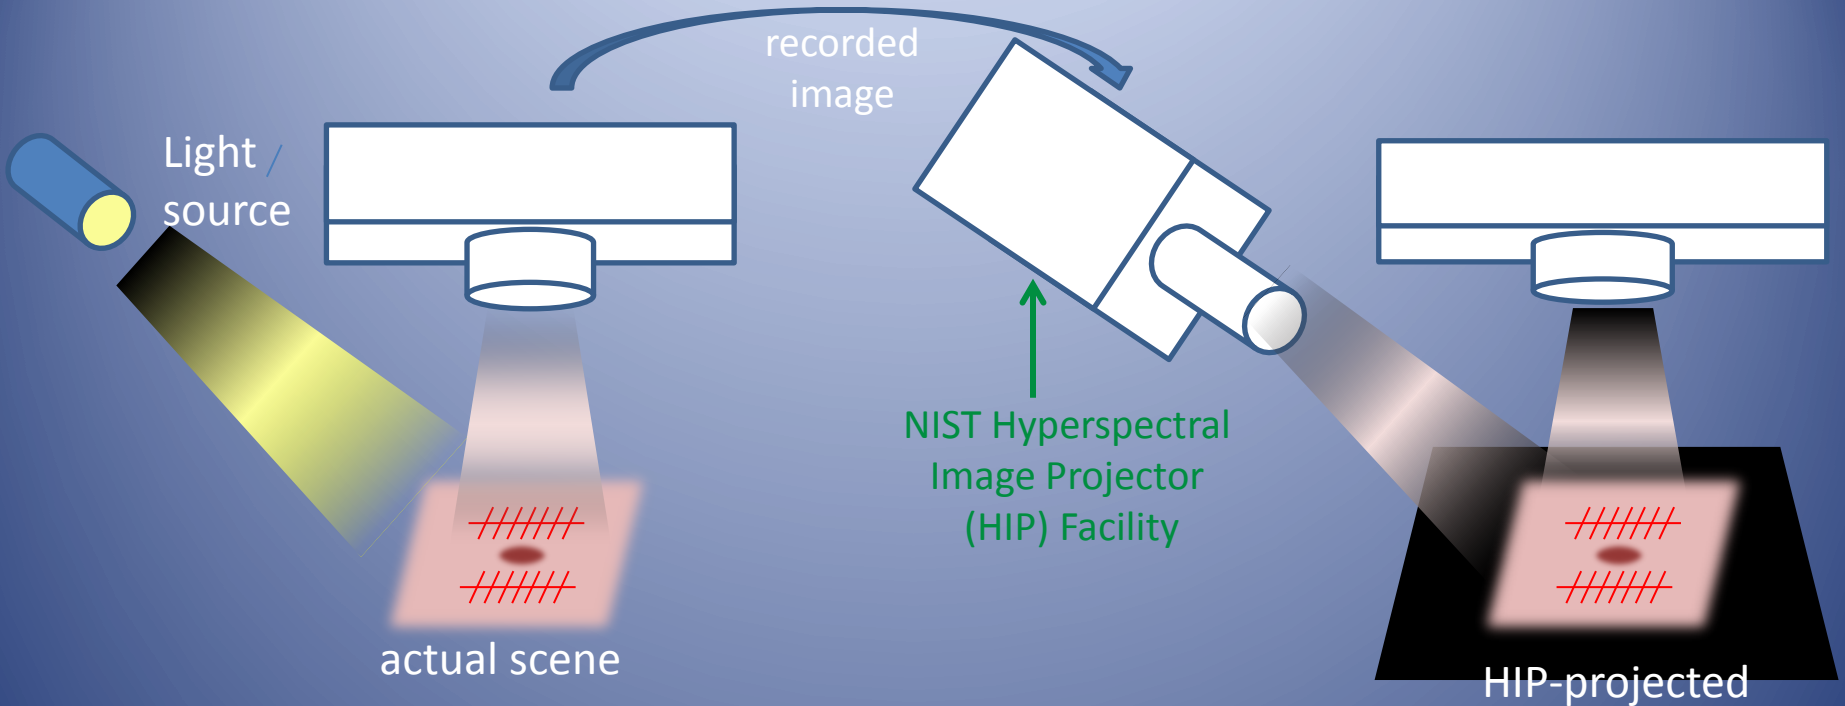 recorded
image
Light
source
NIST Hyperspectral
Image Projector
(HIP) Facility
actual scene
HIP-projected